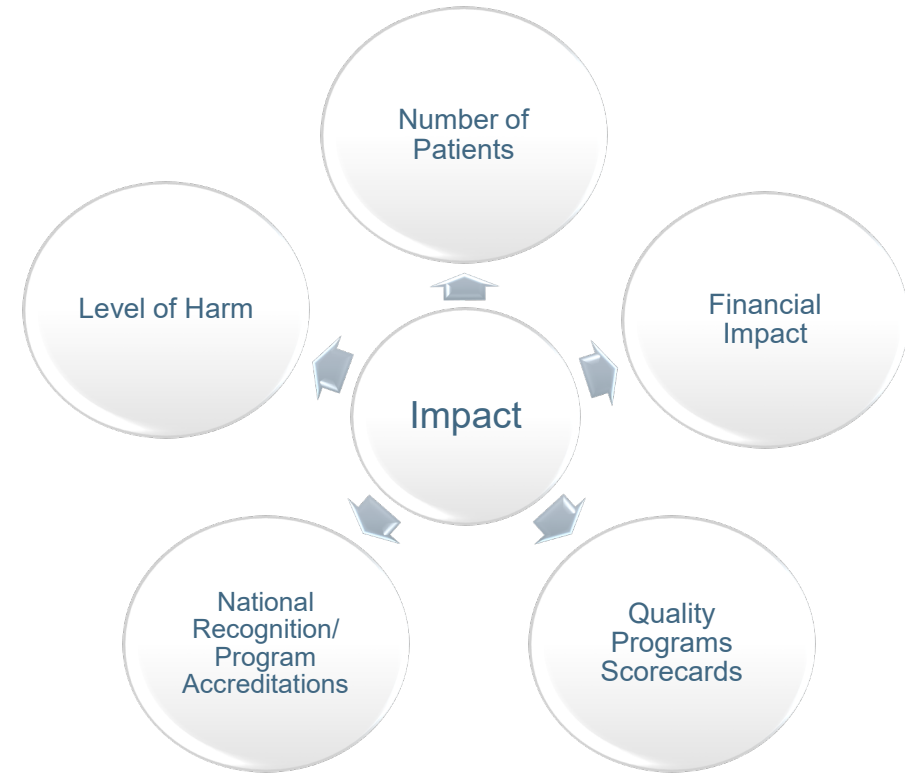 Number of
Patients
Level of Harm
Financial
Impact
Impact
National
Recognition/
Program
Accreditations
Quality
Programs
Scorecards